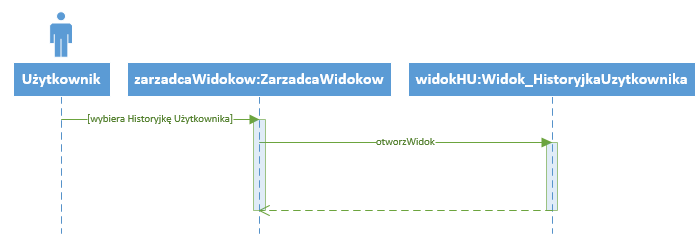 Użytkownik
zarzadcaWidokow:ZarzadcaWidokow
widokHU:Widok_HistoryjkaUzytkownika
[wybiera Historyjkę Użytkownika]
otworzWidok